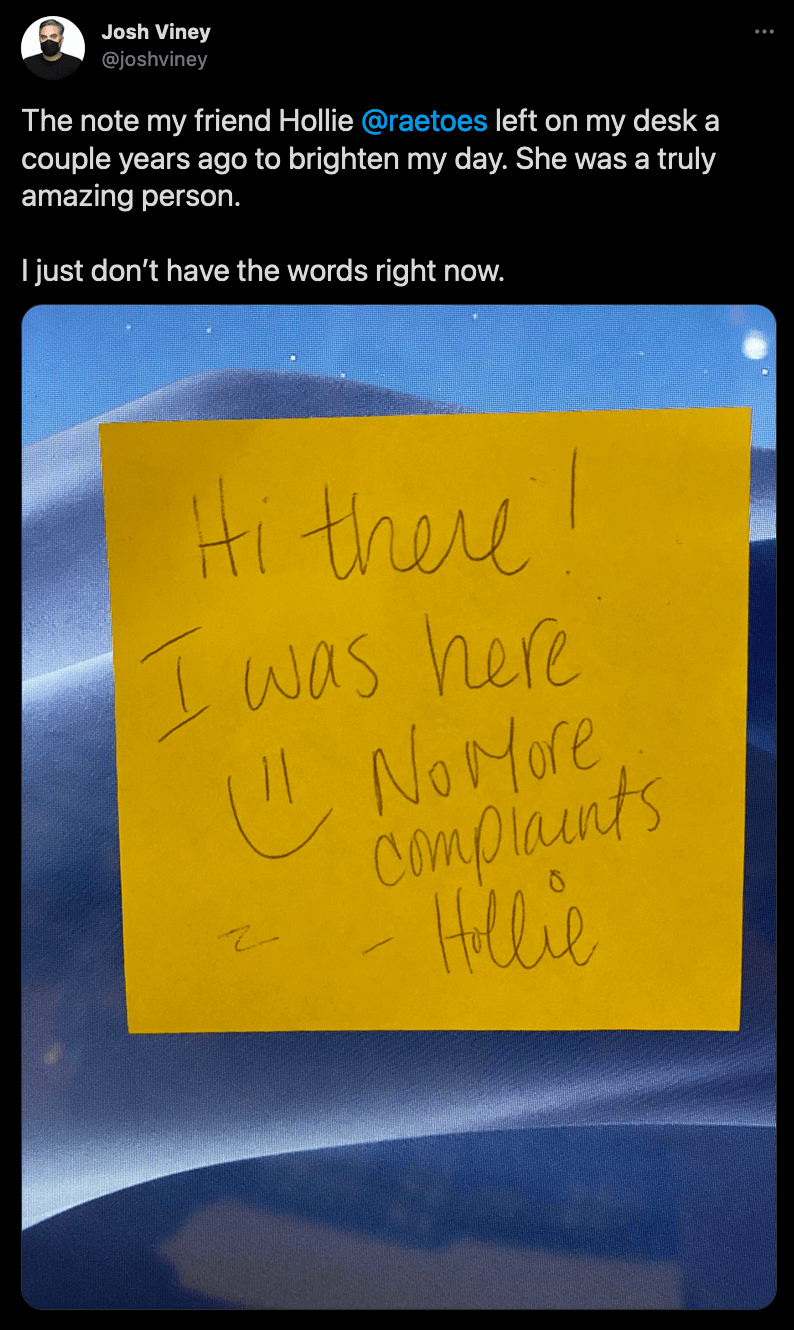 Josh Viney
@joshviney
The note my friend Hollie @raetoes left on my desk a
couple years ago to brighten my day. She was a truly
amazing person.
I just don’t have the words right now.
Hi there!
I was here
No More
complaints
- Hollie